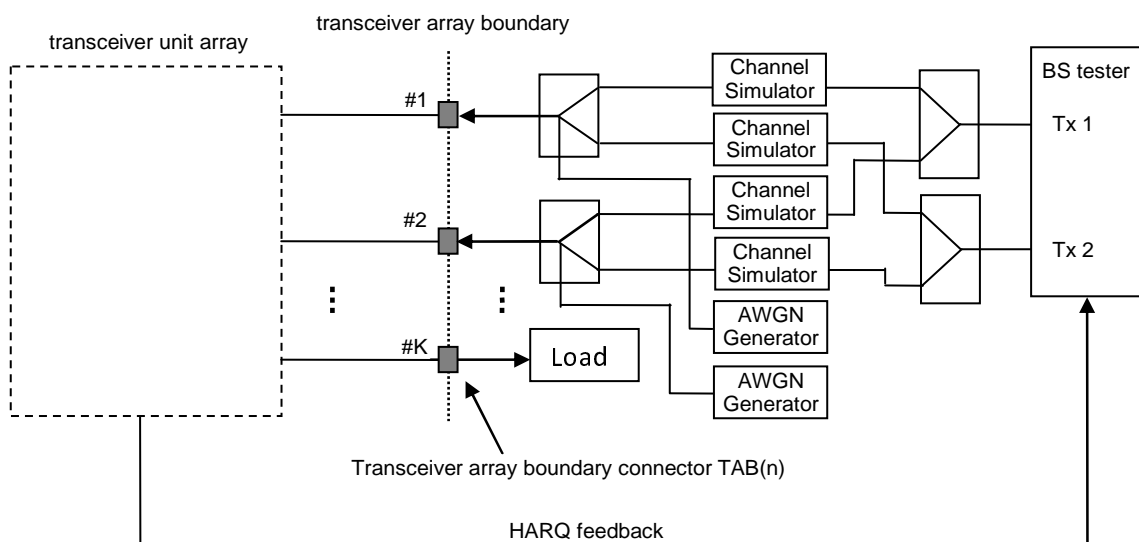 transceiver array boundary
transceiver unit array
#1
#2
#K
Channel
Simulator
Channel
Simulator
Channel
Simulator
Channel
Simulator
AWGN
Generator
AWGN
Generator
Load
BS tester
Tx 1
Tx 2
Transceiver array boundary connector TAB(n)
HARQ feedback